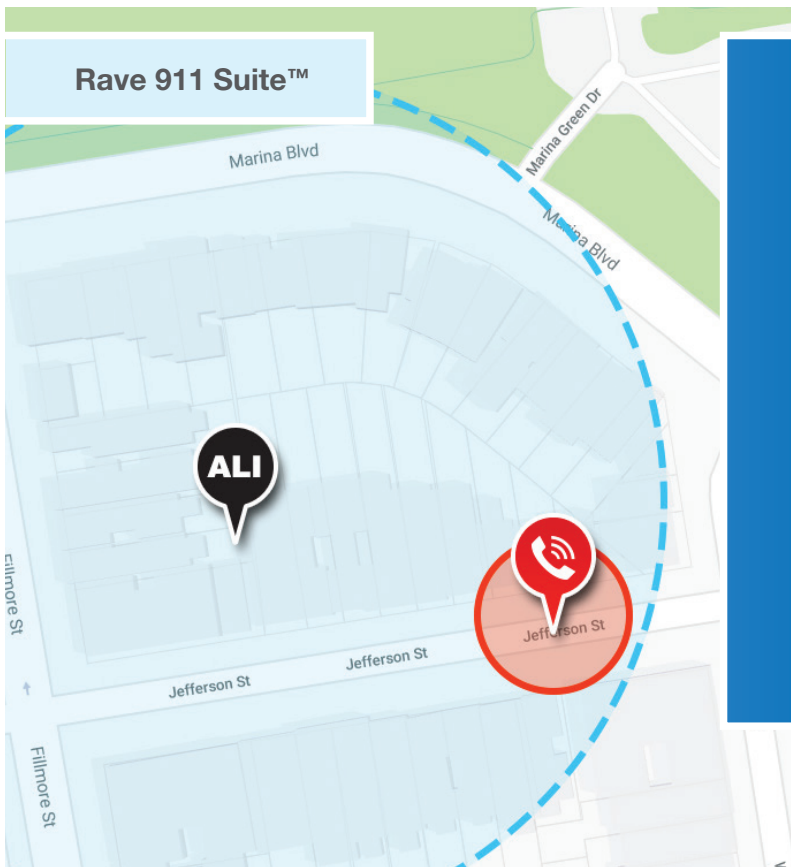 Rave 911 Suite™
Marina Green Dr
Marina Blvd
Marina Blvd
ALI
Fillmore St
Jefferson St
Jefferson St
Jefferson St
Fillmore St